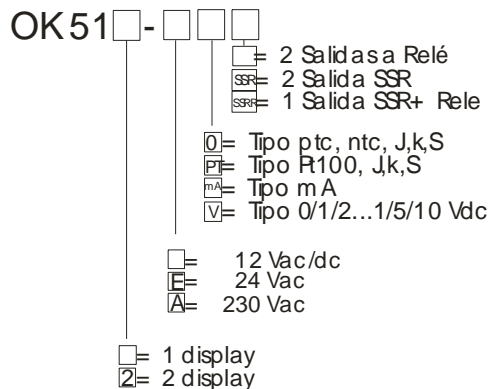 OK51□-□□□
□= 2 Salidas a Relé
SSR= 2 Salida SSR
SSRR= 1 Salida SSR+ Rele
0= Tipo ptc, ntc, J,k,S
PT= Tipo Pt100, J,k,S
mA= Tipo mA
V= Tipo 0/1/2...1/5/10 Vdc
□= 12 Vac/dc
E= 24 Vac
A= 230 Vac
□= 1 display
2= 2 display